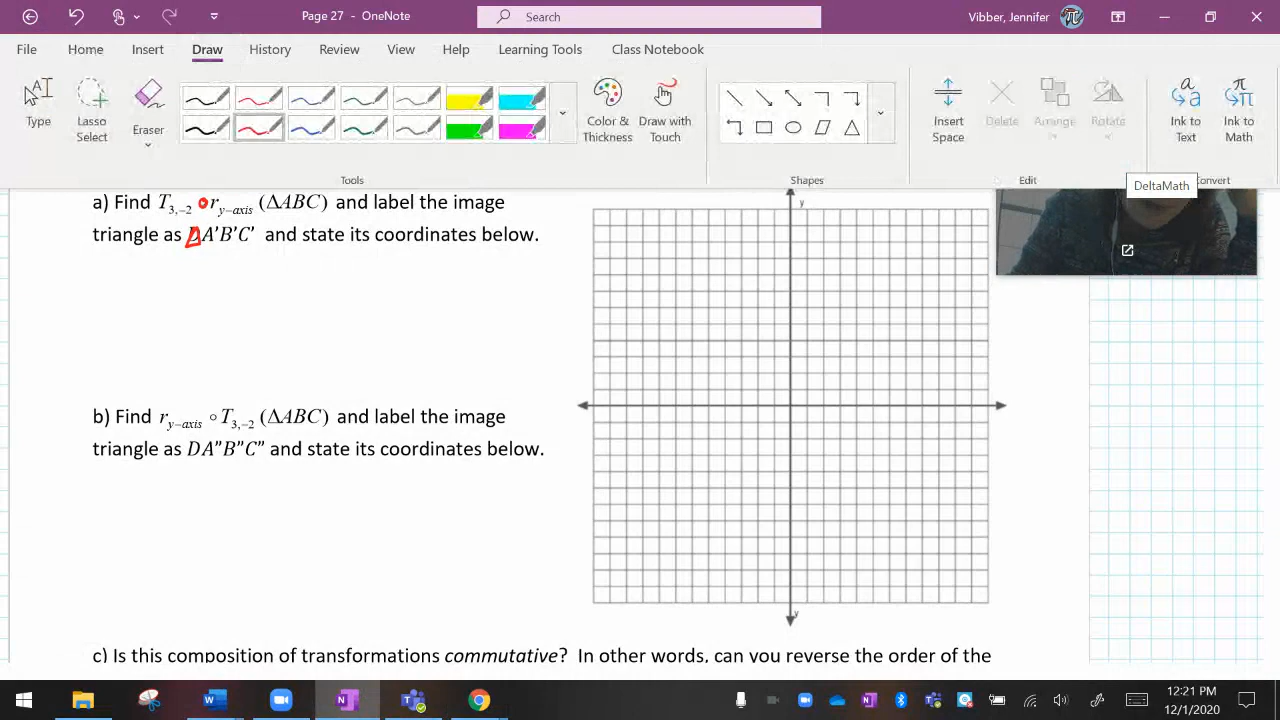 Page 27 - OneNote
Search
Vibber, Jennifer
File Home Insert Draw History Review View Help Learning Tools Class Notebook
Type
Lasso Select
Eraser
Color & Thickness
Draw with Touch
Insert Space
Delete
Arrange
Rotate
Ink to Text
Ink to Math
Tools
Shapes
Edit
Convert
DeltaMath
a) Find T₃,₋₂ ∘ r_y−axis (ΔABC) and label the image
triangle as ΔA'B'C' and state its coordinates below.
y
b) Find r_y−axis ∘ T₃,₋₂ (ΔABC) and label the image
triangle as DA"B"C" and state its coordinates below.
y
c) Is this composition of transformations commutative? In other words, can you reverse the order of the
12:21 PM
12/1/2020